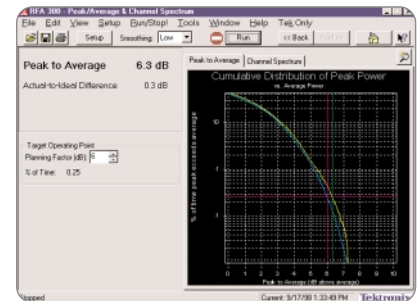 RFA 300 - Peak/Average & Channel Spectrum
File Edit View Setup Run/Stop! Tools Window Help Tek Only
Setup Smoothing: Low Run << Back
Peak to Average 6.3 dB
Actual-to-Ideal Difference 0.3 dB
Target Operating Point
Planning Factor (dB): 6
% of Time: 0.25
Peak to Average Channel Spectrum
Cumulative Distribution of Peak Power
vs. Average Power
% of time peak exceeds average
10
1
.1
0 1 2 3 4 5 6 7 8 9 10
Peak to Average (dB above average)
Current: 9/17/98 1:33:49 PM Tektronix